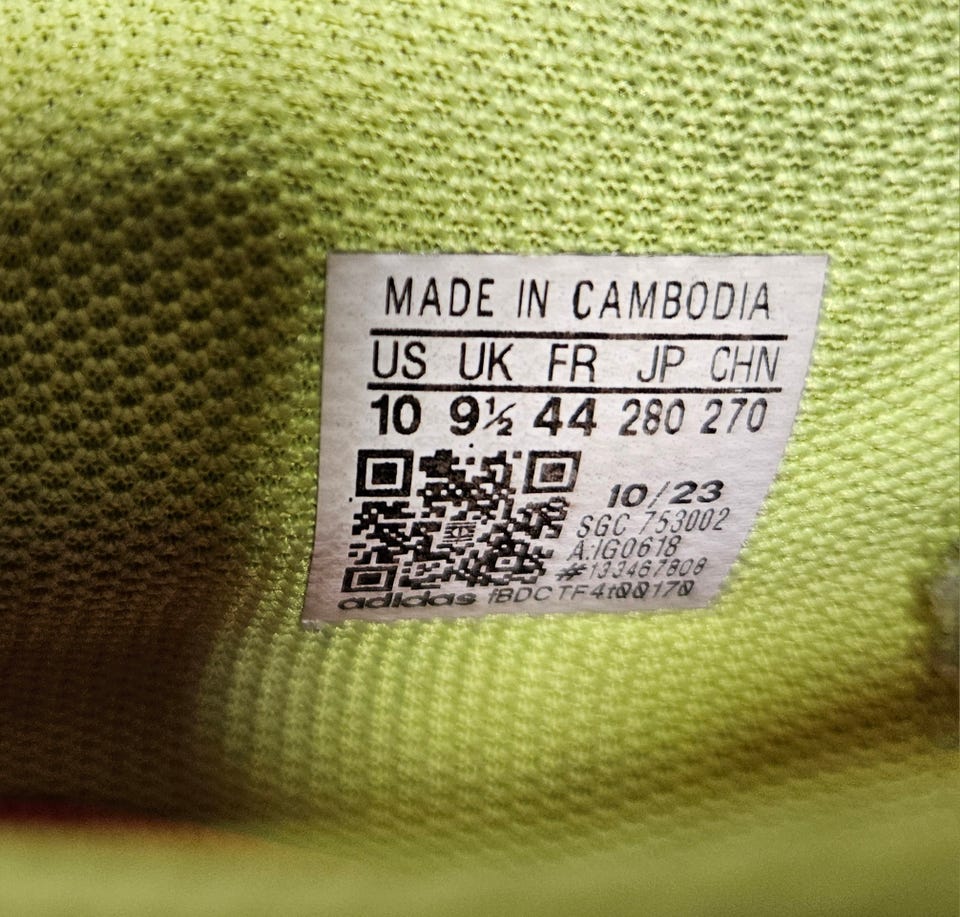 MADE IN CAMBODIA
US UK FR JP CHN
10 9½ 44 280 270
10/23
SGC 753002
A.IG0618
#133467808
adidas fBDCTF4t00170